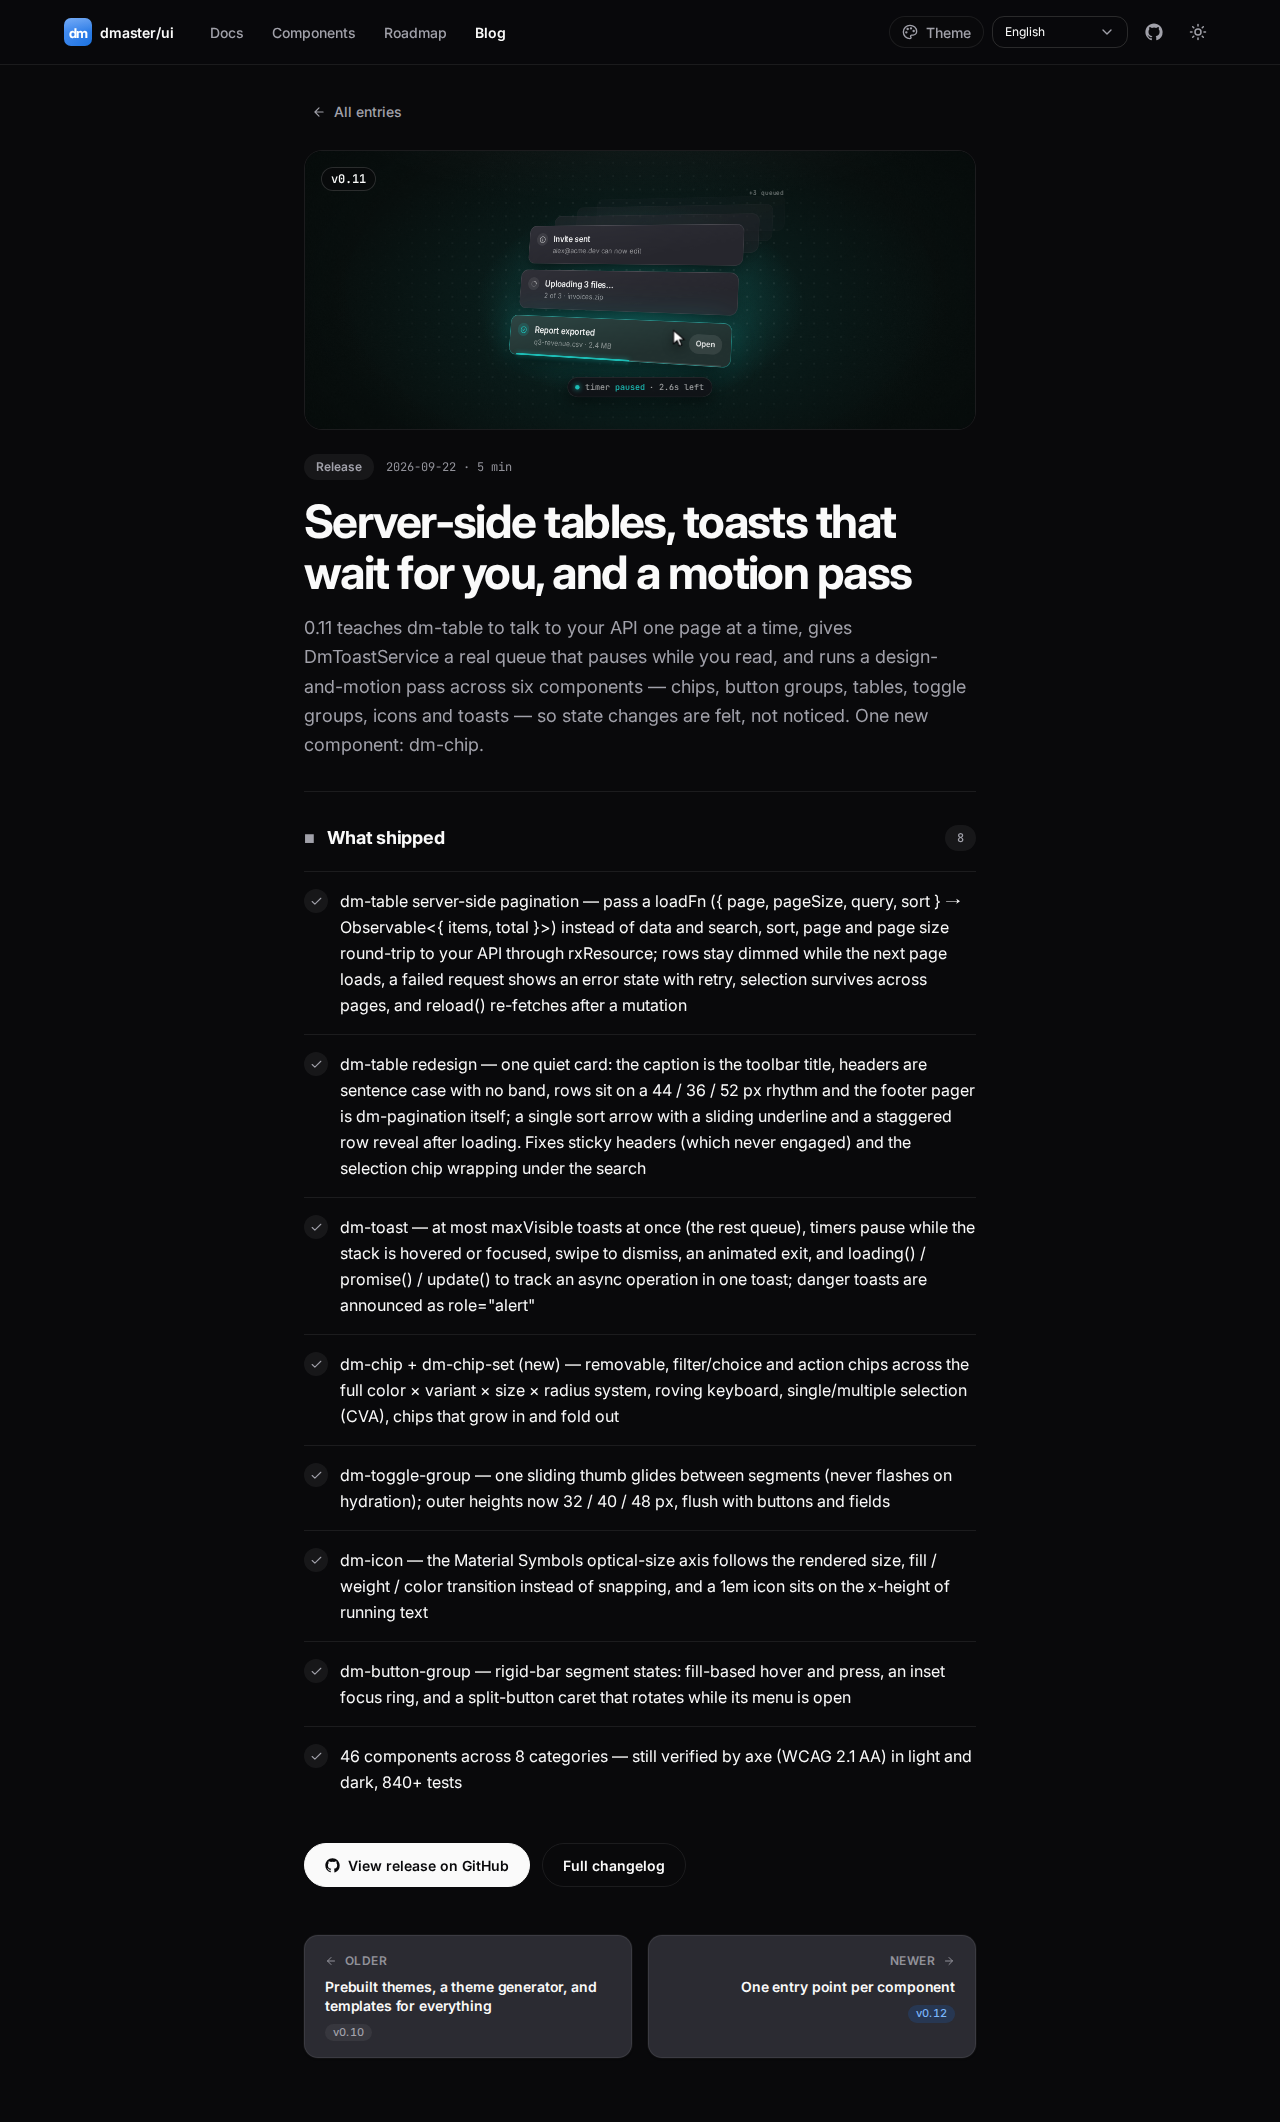 dm dmaster/ui Docs Components Roadmap Blog Theme English
All entries
v0.11
+3 queued
Invite sent
alex@acme.dev can now edit
Uploading 3 files...
2 of 3 · invoices.zip
Report exported
q3-revenue.csv · 2.4 MB
Open
timer paused · 2.6s left
Release 2026-09-22 · 5 min
Server-side tables, toasts that
wait for you, and a motion pass
0.11 teaches dm-table to talk to your API one page at a time, gives
DmToastService a real queue that pauses while you read, and runs a design-
and-motion pass across six components — chips, button groups, tables, toggle
groups, icons and toasts — so state changes are felt, not noticed. One new
component: dm-chip.
What shipped 8
dm-table server-side pagination — pass a loadFn ({ page, pageSize, query, sort } →
Observable<{ items, total }>) instead of data and search, sort, page and page size
round-trip to your API through rxResource; rows stay dimmed while the next page
loads, a failed request shows an error state with retry, selection survives across
pages, and reload() re-fetches after a mutation
dm-table redesign — one quiet card: the caption is the toolbar title, headers are
sentence case with no band, rows sit on a 44 / 36 / 52 px rhythm and the footer pager
is dm-pagination itself; a single sort arrow with a sliding underline and a staggered
row reveal after loading. Fixes sticky headers (which never engaged) and the
selection chip wrapping under the search
dm-toast — at most maxVisible toasts at once (the rest queue), timers pause while the
stack is hovered or focused, swipe to dismiss, an animated exit, and loading() /
promise() / update() to track an async operation in one toast; danger toasts are
announced as role="alert"
dm-chip + dm-chip-set (new) — removable, filter/choice and action chips across the
full color × variant × size × radius system, roving keyboard, single/multiple selection
(CVA), chips that grow in and fold out
dm-toggle-group — one sliding thumb glides between segments (never flashes on
hydration); outer heights now 32 / 40 / 48 px, flush with buttons and fields
dm-icon — the Material Symbols optical-size axis follows the rendered size, fill /
weight / color transition instead of snapping, and a 1em icon sits on the x-height of
running text
dm-button-group — rigid-bar segment states: fill-based hover and press, an inset
focus ring, and a split-button caret that rotates while its menu is open
46 components across 8 categories — still verified by axe (WCAG 2.1 AA) in light and
dark, 840+ tests
View release on GitHub Full changelog
OLDER
Prebuilt themes, a theme generator, and
templates for everything
v0.10
NEWER
One entry point per component
v0.12